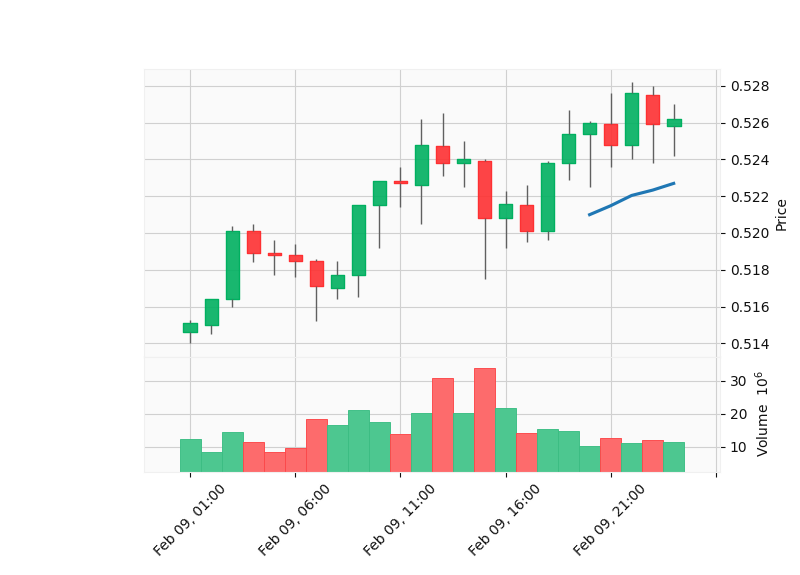 0.528
0.526
0.524
0.522
0.520
0.518
0.516
0.514
Price
30
20
10
Volume 10^6
Feb 09, 01:00
Feb 09, 06:00
Feb 09, 11:00
Feb 09, 16:00
Feb 09, 21:00